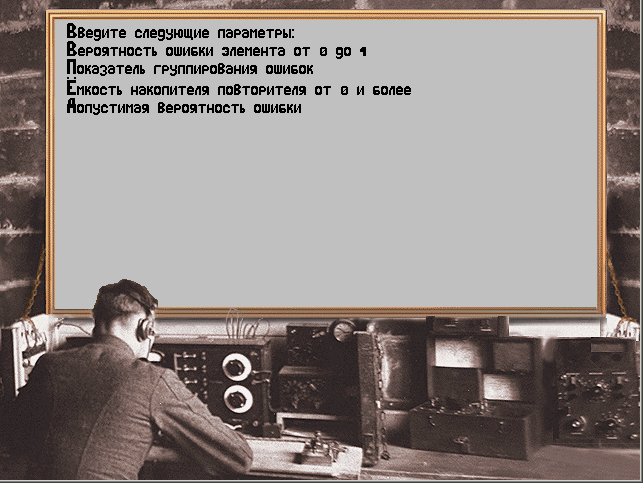 Введите следующие параметры:
Вероятность ошибки элемента от 0 до 1
Показатель группирования ошибок
Ёмкость накопителя повторителя от 0 и более
Допустимая вероятность ошибки